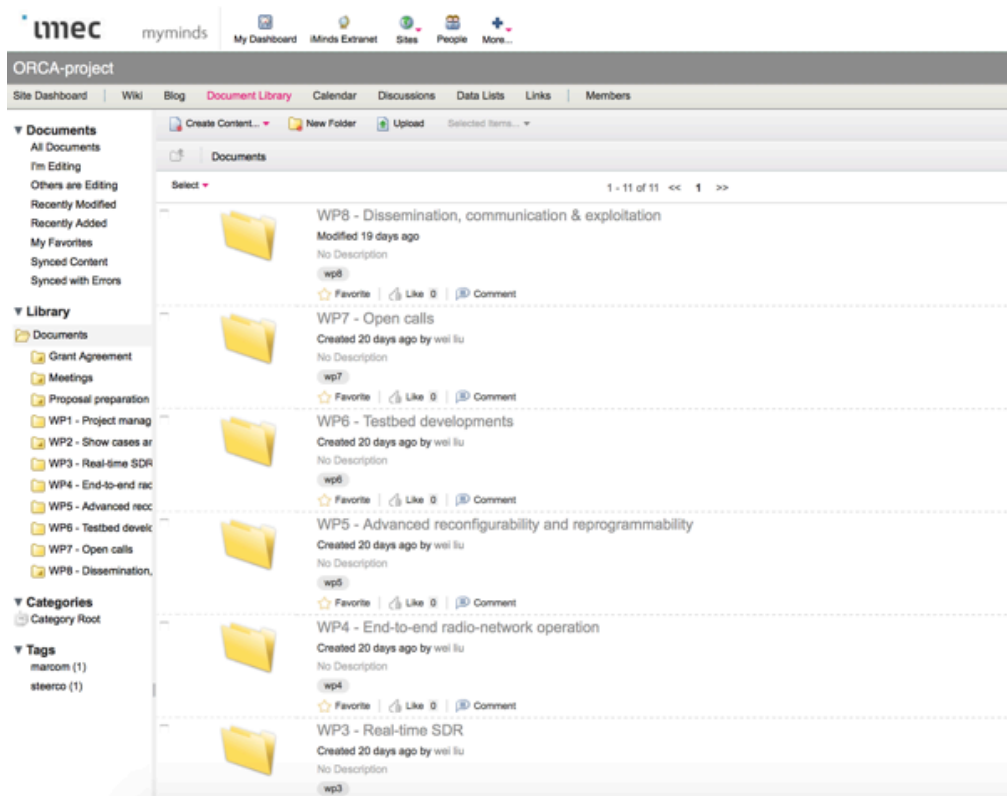 imec myminds My Dashboard iMinds Extranet Sites People More...
ORCA-project
Site Dashboard Wiki Blog Document Library Calendar Discussions Data Lists Links Members
Documents
All Documents
I'm Editing
Others are Editing
Recently Modified
Recently Added
My Favorites
Synced Content
Synced with Errors
Library
Documents
Grant Agreement
Meetings
Proposal preparation
WP1 - Project manag
WP2 - Show cases ar
WP3 - Real-time SDR
WP4 - End-to-end rac
WP5 - Advanced recc
WP6 - Testbed develc
WP7 - Open calls
WP8 - Dissemination,
Categories
Category Root
Tags
marcom (1)
steerco (1)
Create Content... New Folder Upload Selected Items...
Documents
Select 1 - 11 of 11 << 1 >>
WP8 - Dissemination, communication & exploitation
Modified 19 days ago
No Description
wp8
Favorite Like 0 Comment
WP7 - Open calls
Created 20 days ago by wei liu
No Description
wp7
Favorite Like 0 Comment
WP6 - Testbed developments
Created 20 days ago by wei liu
No Description
wp6
Favorite Like 0 Comment
WP5 - Advanced reconfigurability and reprogrammability
Created 20 days ago by wei liu
No Description
wp5
Favorite Like 0 Comment
WP4 - End-to-end radio-network operation
Created 20 days ago by wei liu
No Description
wp4
Favorite Like 0 Comment
WP3 - Real-time SDR
Created 20 days ago by wei liu
No Description
wp3